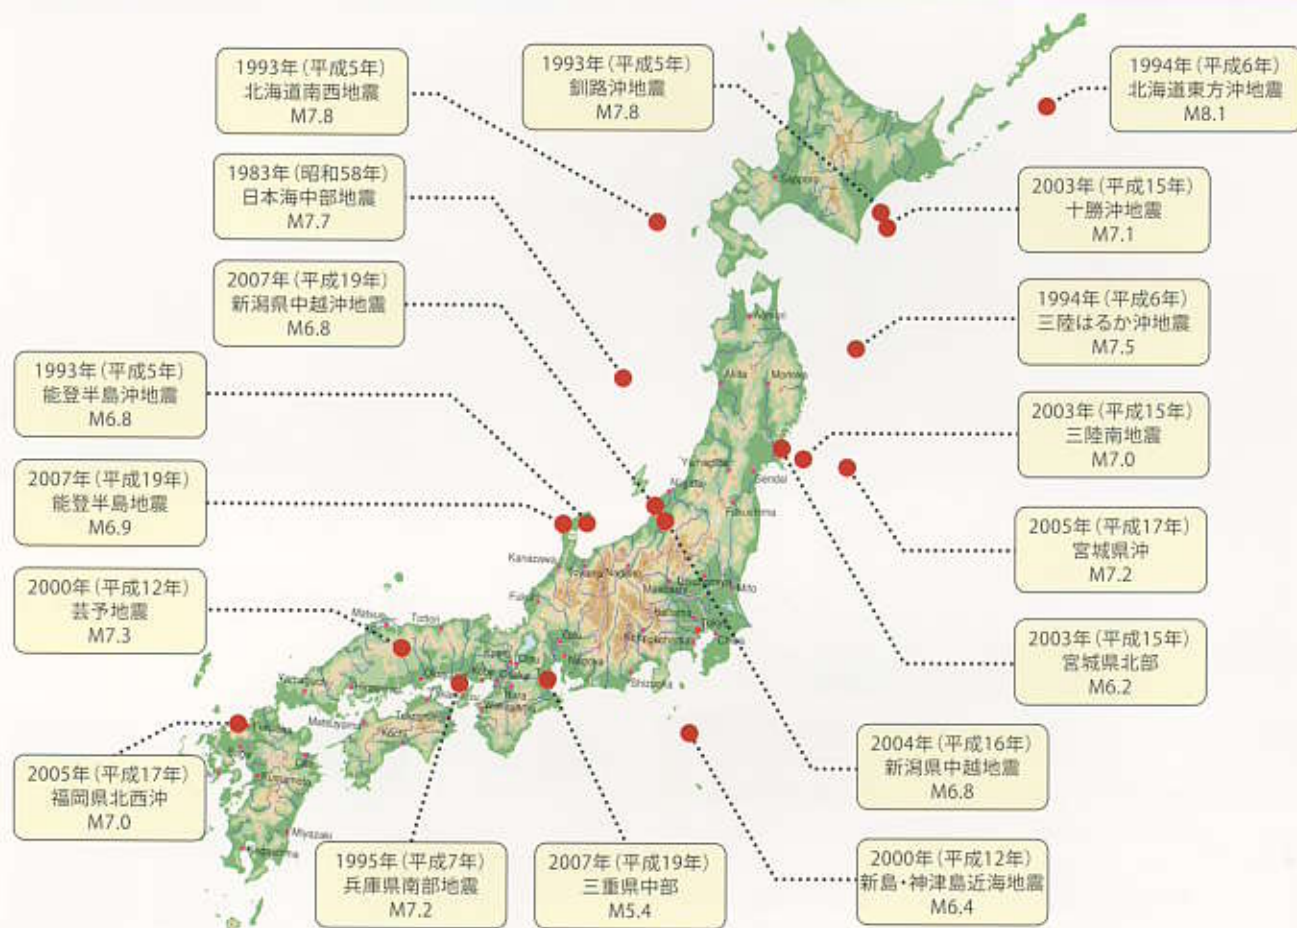 1993年(平成5年)
北海道南西地震
M7.8
1993年(平成5年)
釧路沖地震
M7.8
1994年(平成6年)
北海道東方沖地震
M8.1
1983年(昭和58年)
日本海中部地震
M7.7
2003年(平成15年)
十勝沖地震
M7.1
2007年(平成19年)
新潟県中越沖地震
M6.8
1994年(平成6年)
三陸はるか沖地震
M7.5
1993年(平成5年)
能登半島沖地震
M6.8
2003年(平成15年)
三陸南地震
M7.0
2007年(平成19年)
能登半島地震
M6.9
2005年(平成17年)
宮城県沖
M7.2
2000年(平成12年)
芸予地震
M7.3
2003年(平成15年)
宮城県北部
M6.2
2005年(平成17年)
福岡県北西沖
M7.0
2004年(平成16年)
新潟県中越地震
M6.8
1995年(平成7年)
兵庫県南部地震
M7.2
2007年(平成19年)
三重県中部
M5.4
2000年(平成12年)
新島・神津島近海地震
M6.4
Sapporo
Akita
Morioka
Sendai
Fukushima
Kanazawa
Mito
Nagoya
Shizuoka
Matsuyama
Kochi
Miyazaki